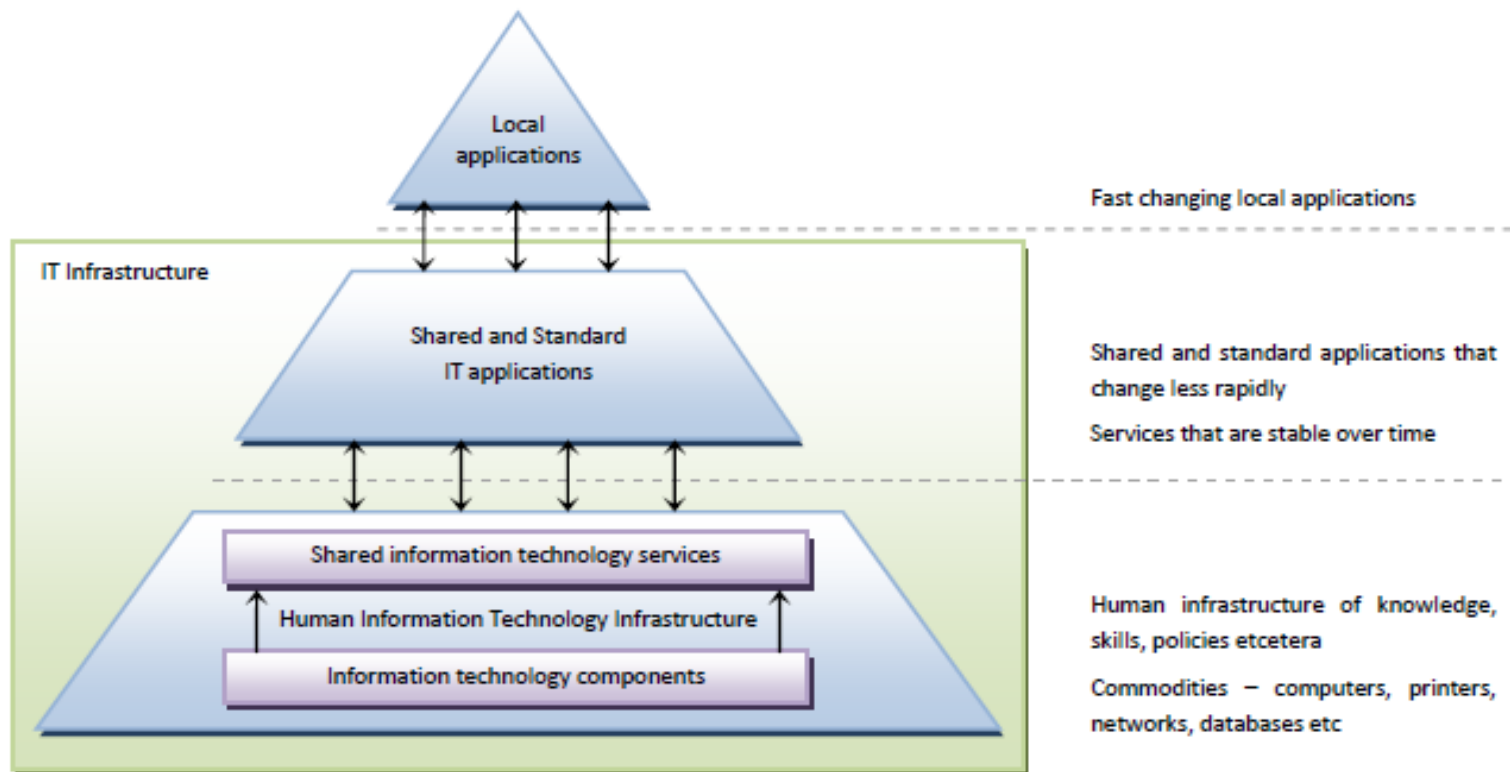 Local
applications
Fast changing local applications
IT Infrastructure
Shared and Standard
IT applications
Shared and standard applications that
change less rapidly
Services that are stable over time
Shared information technology services
Human Information Technology Infrastructure
Information technology components
Human infrastructure of knowledge,
skills, policies etcetera
Commodities – computers, printers,
networks, databases etc